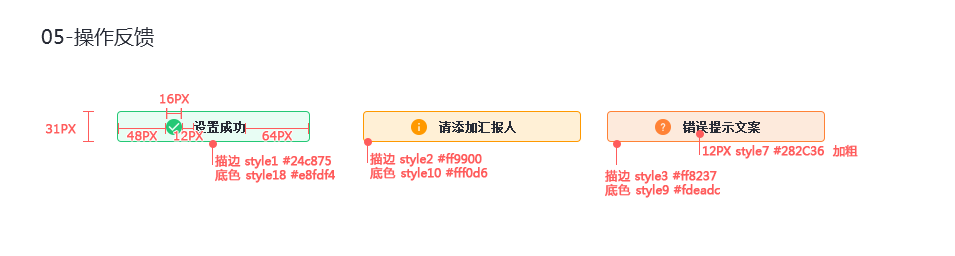 05-操作反馈
16PX
31PX
设置成功
48PX
12PX
64PX
描边 style1 #24c875
底色 style18 #e8fdf4
请添加汇报人
描边 style2 #ff9900
底色 style10 #fff0d6
错误提示文案
12PX style7 #282C36 加粗
描边 style3 #ff8237
底色 style9 #fdeadc